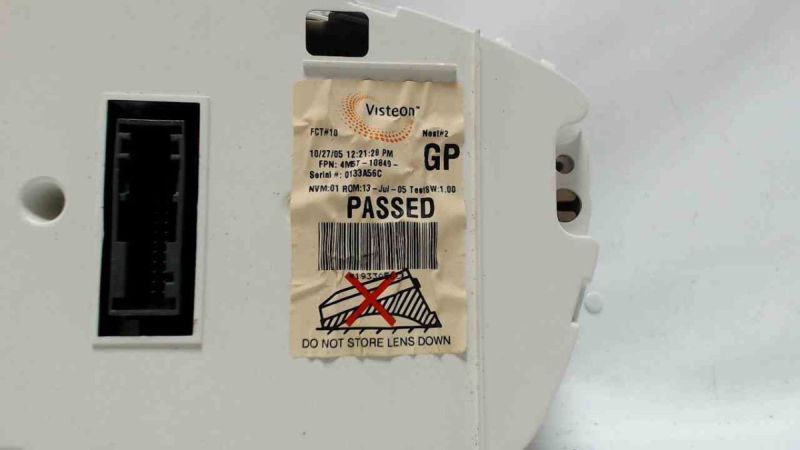 Visteon™
FCT#10 Nest#2
10/27/05 12:21:28 PM GP
FPN: 4M5T-10849-
Serial #: 0133A56C
NVM:01 ROM:13-Jul-05 TestSW:1.00
PASSED
DO NOT STORE LENS DOWN